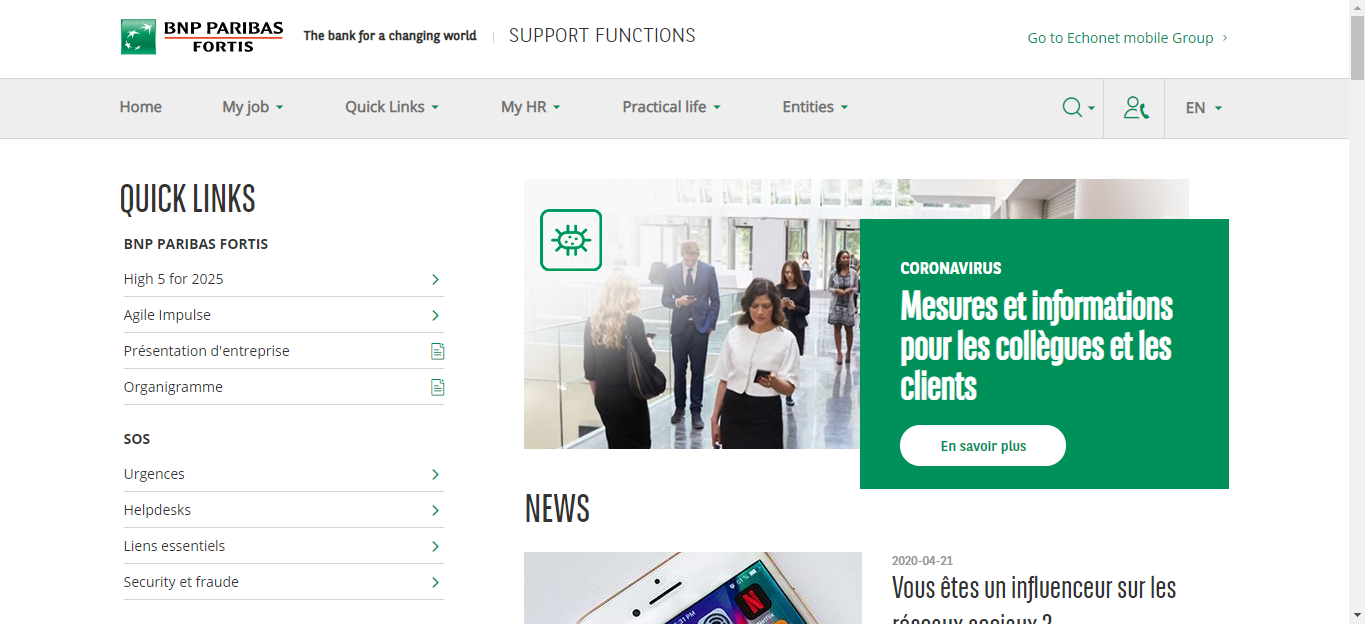 BNP PARIBAS
FORTIS
The bank for a changing world
SUPPORT FUNCTIONS
Go to Echonet mobile Group
Home
My job
Quick Links
My HR
Practical life
Entities
EN
QUICK LINKS
BNP PARIBAS FORTIS
High 5 for 2025
Agile Impulse
Présentation d'entreprise
Organigramme
SOS
Urgences
Helpdesks
Liens essentiels
Security et fraude
CORONAVIRUS
Mesures et informations
pour les collègues et les
clients
En savoir plus
NEWS
2020-04-21
Vous êtes un influenceur sur les
réseaux sociaux ?